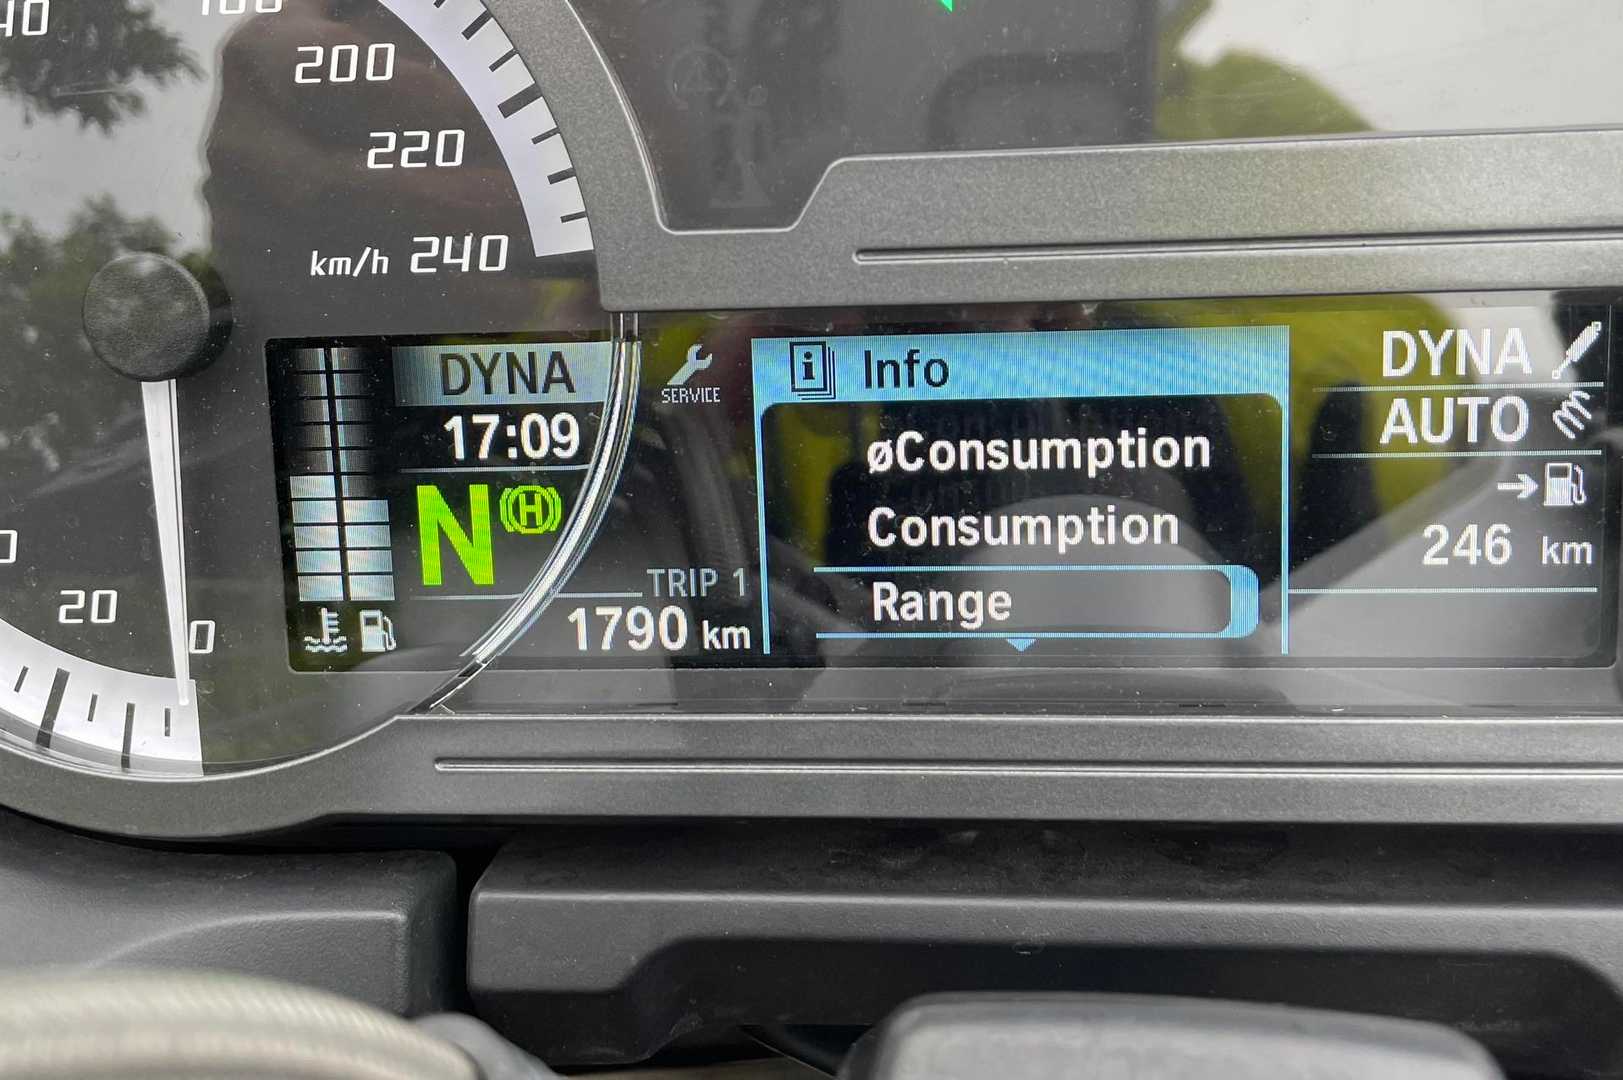 200
220
km/h 240
20
0
DYNA
17:09
N
H
TRIP 1
1790 km
SERVICE
i Info
øConsumption
Consumption
Range
DYNA
AUTO
246 km